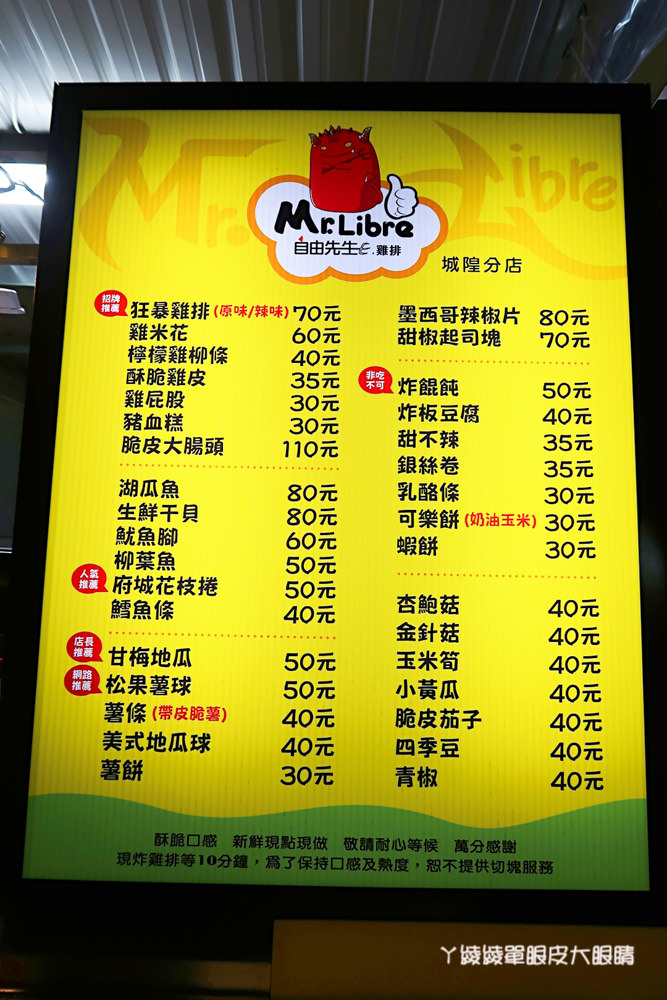 Mr. Libre
Mr.Libre
自由先生の.雞排
城隍分店
招牌
推薦
狂暴雞排 (原味/辣味) 70元
雞米花 60元
檸檬雞柳條 40元
酥脆雞皮 35元
雞屁股 30元
豬血糕 30元
脆皮大腸頭 110元
湖瓜魚 80元
生鮮干貝 80元
魷魚腳 60元
柳葉魚 50元
人氣
推薦
府城花枝捲 50元
鱈魚條 40元
店長
推薦
甘梅地瓜 50元
網路
推薦
松果薯球 50元
薯條 (帶皮脆薯) 40元
美式地瓜球 40元
薯餅 30元
墨西哥辣椒片 80元
甜椒起司塊 70元
非吃
不可
炸餛飩 50元
炸板豆腐 40元
甜不辣 35元
銀絲卷 35元
乳酪條 30元
可樂餅 (奶油玉米) 30元
蝦餅 30元
杏鮑菇 40元
金針菇 40元
玉米筍 40元
小黃瓜 40元
脆皮茄子 40元
四季豆 40元
青椒 40元
酥脆口感 新鮮現點現做 敬請耐心等候 萬分感謝
現炸雞排等10分鐘，為了保持口感及熱度，恕不提供切塊服務
ㄚ綾綾單眼皮大眼睛